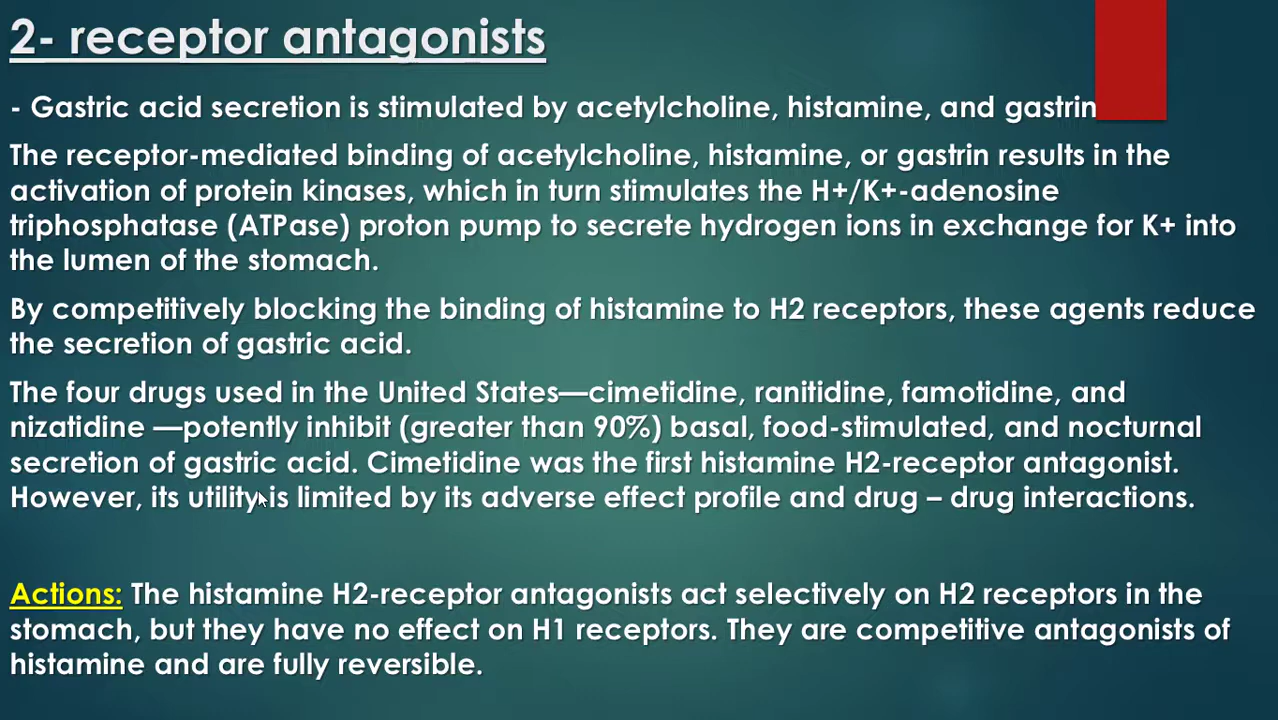 2- receptor antagonists
- Gastric acid secretion is stimulated by acetylcholine, histamine, and gastrin
The receptor-mediated binding of acetylcholine, histamine, or gastrin results in the
activation of protein kinases, which in turn stimulates the H+/K+-adenosine
triphosphatase (ATPase) proton pump to secrete hydrogen ions in exchange for K+ into
the lumen of the stomach.
By competitively blocking the binding of histamine to H2 receptors, these agents reduce
the secretion of gastric acid.
The four drugs used in the United States—cimetidine, ranitidine, famotidine, and
nizatidine —potently inhibit (greater than 90%) basal, food-stimulated, and nocturnal
secretion of gastric acid. Cimetidine was the first histamine H2-receptor antagonist.
However, its utility is limited by its adverse effect profile and drug – drug interactions.
Actions: The histamine H2-receptor antagonists act selectively on H2 receptors in the
stomach, but they have no effect on H1 receptors. They are competitive antagonists of
histamine and are fully reversible.